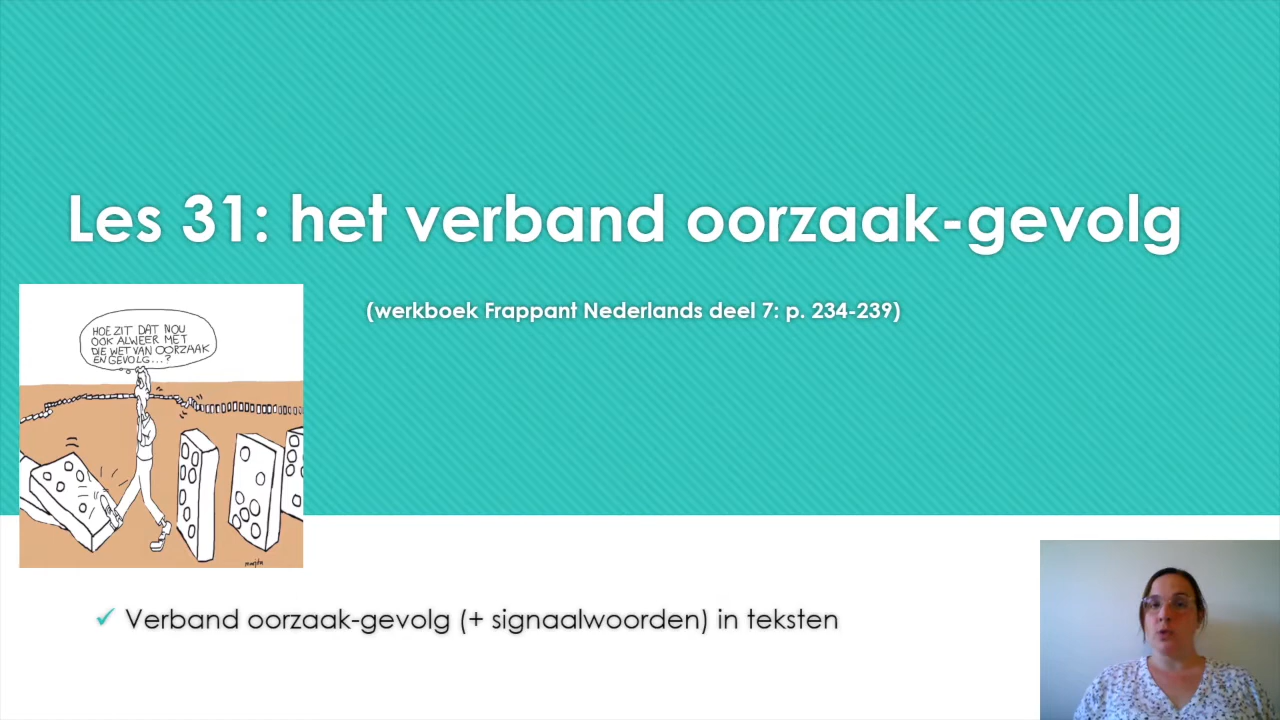 Les 31: het verband oorzaak-gevolg
(werkboek Frappant Nederlands deel 7: p. 234-239)
HOE ZIT DAT NOU
OOK ALWEER MET
DIE WET VAN OORZAAK
EN GEVOLG...?
✓ Verband oorzaak-gevolg (+ signaalwoorden) in teksten